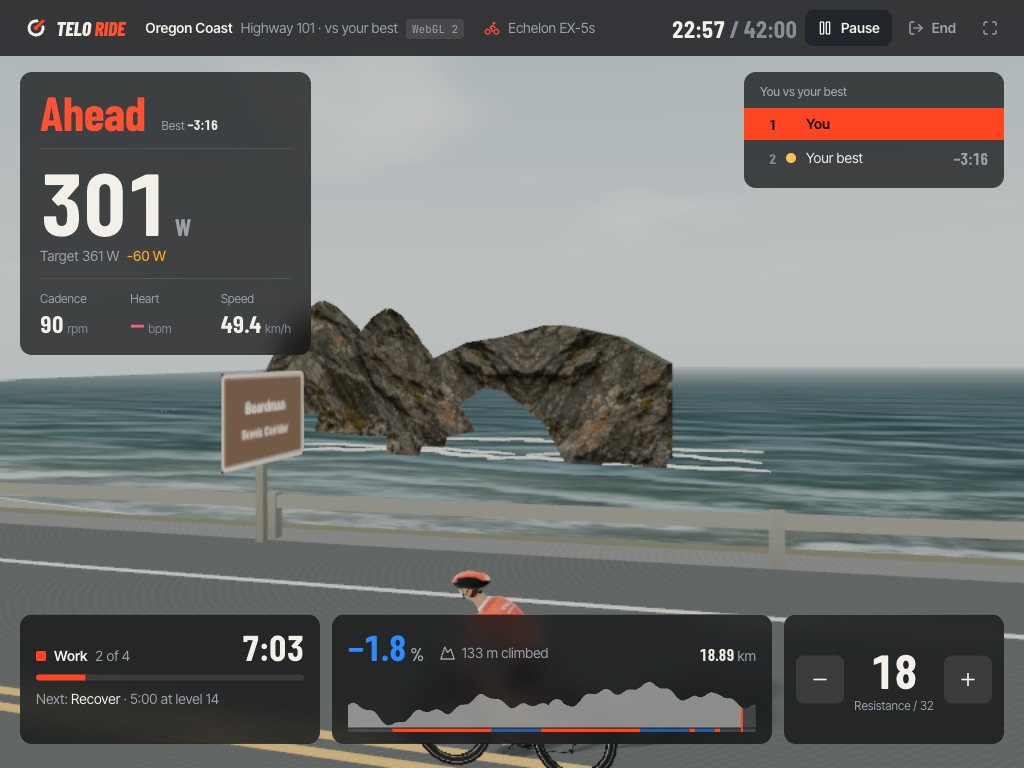 TELO RIDE Oregon Coast Highway 101 · vs your best WebGL 2 Echelon EX-5s 22:57 / 42:00 Pause End
Ahead Best −3:16
301 W
Target 361 W -60 W
Cadence Heart Speed
90 rpm – bpm 49.4 km/h
You vs your best
1 You
2 Your best −3:16
Boardman
Scenic Corridor
Work 2 of 4 7:03
Next: Recover · 5:00 at level 14
−1.8 % 133 m climbed 18.89 km
− 18 +
Resistance / 32